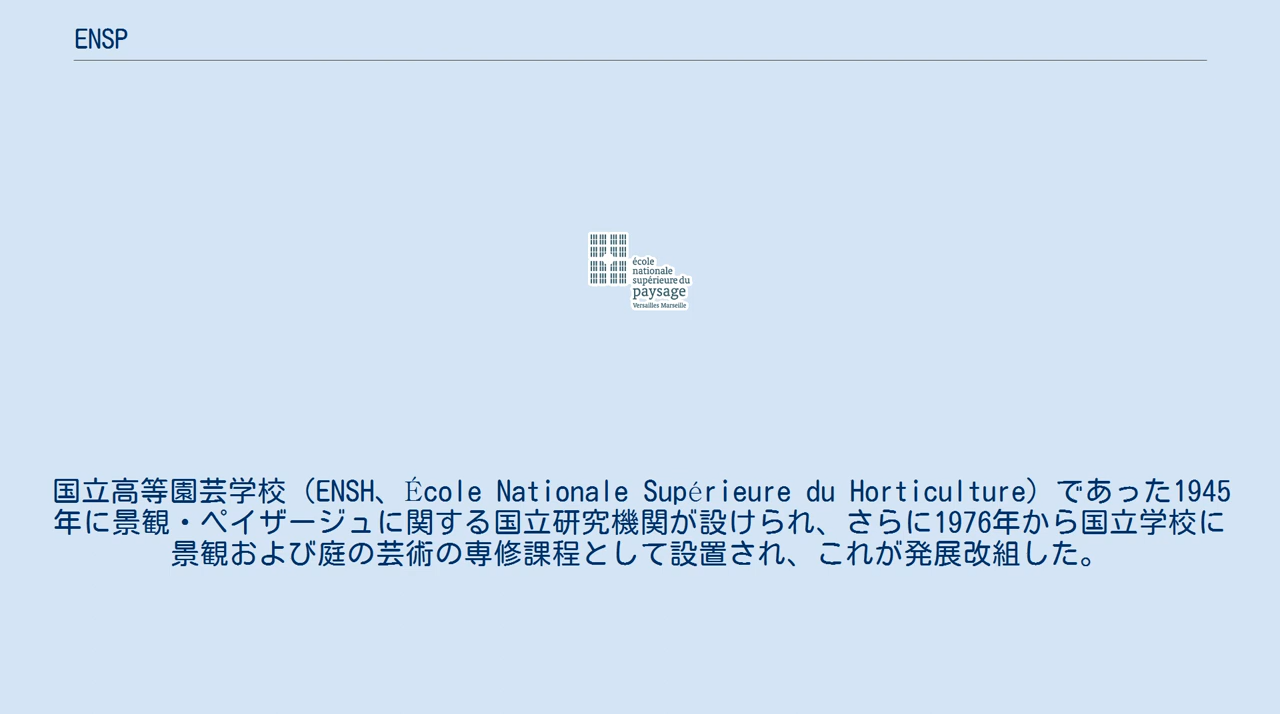 ENSP
école
nationale
supérieure du
paysage
Versailles Marseille
国立高等園芸学校（ENSH、École Nationale Supérieure du Horticulture）であった1945
年に景観・ペイザージュに関する国立研究機関が設けられ、さらに1976年から国立学校に
景観および庭の芸術の専修課程として設置され、これが発展改組した。